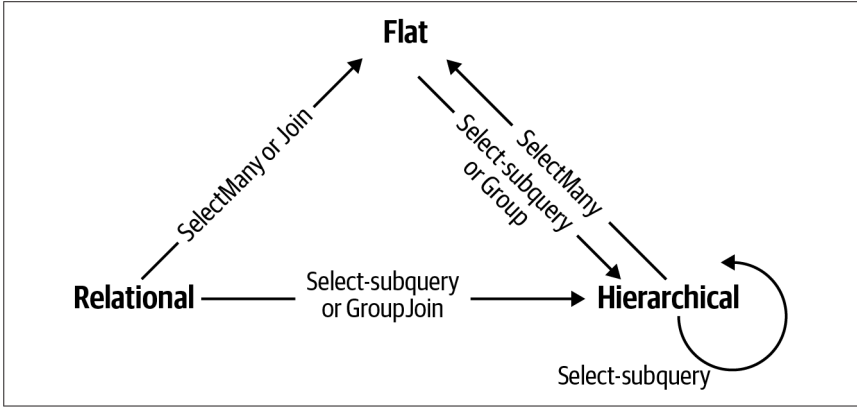 Flat
SelectMany or Join
Select-subquery
or Group
SelectMany
Relational
Select-subquery
or GroupJoin
Hierarchical
Select-subquery